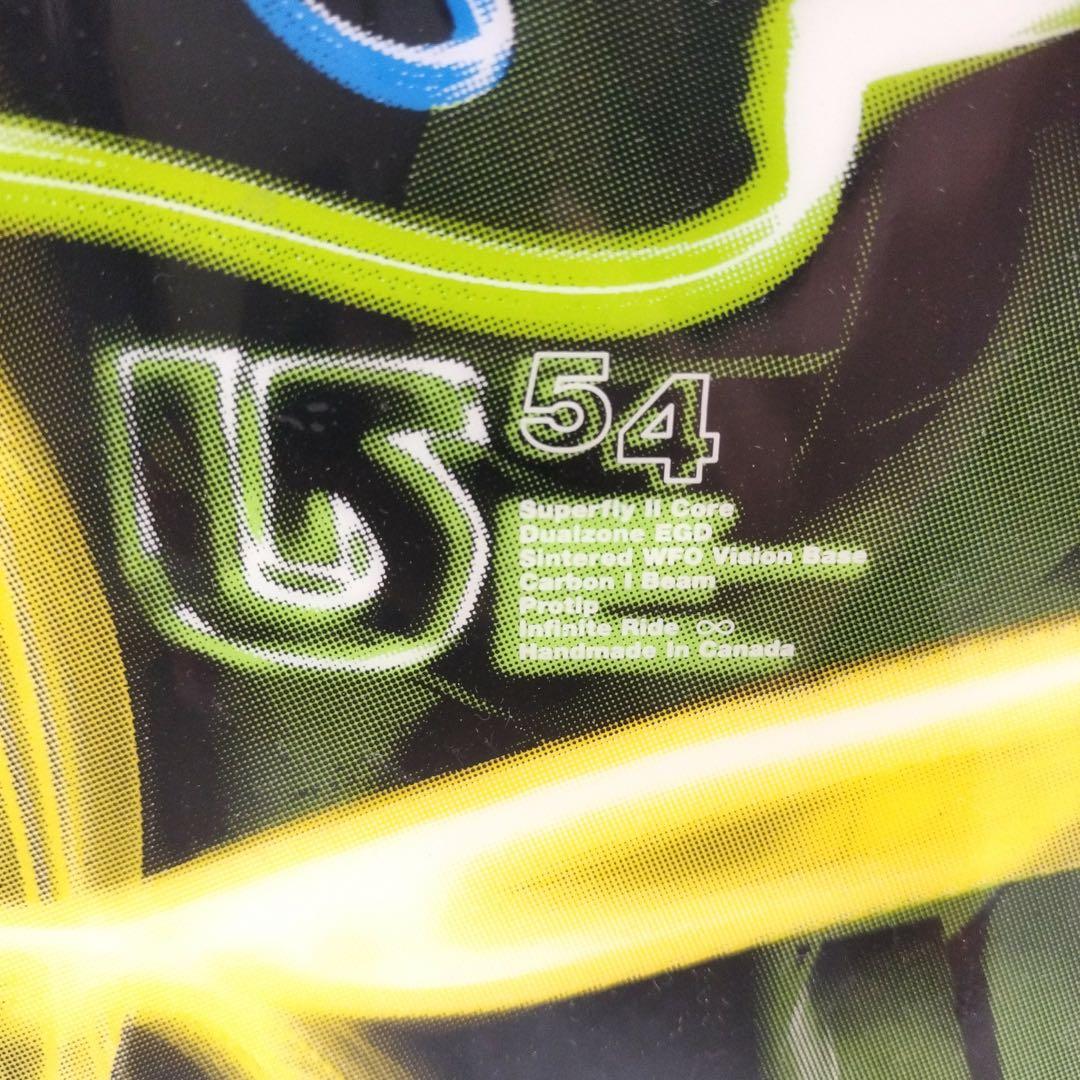 54
Superfly II Core
Dualzone EGD
Sintered WFO Vision Base
Carbon I Beam
Protip
Infinite Ride ∞
Handmade In Canada